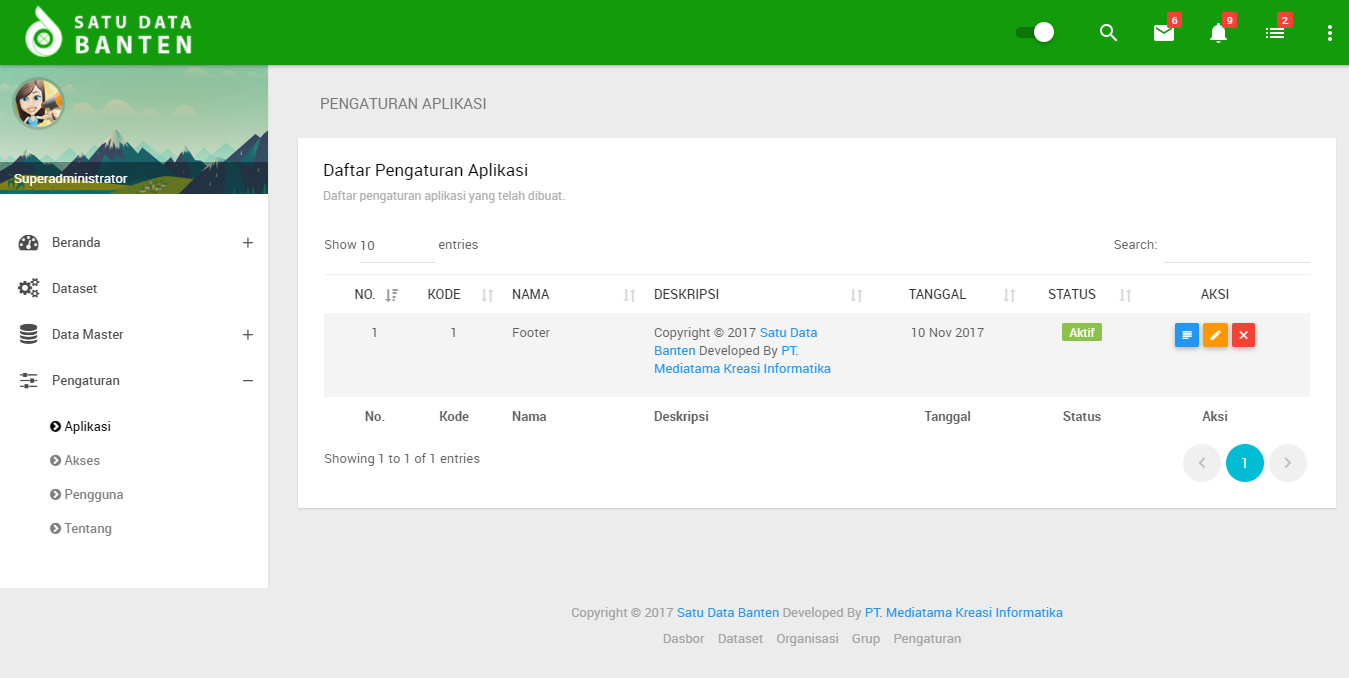 SATU DATA
BANTEN
6
9
2
Superadministrator
Beranda
Dataset
Data Master
Pengaturan
Aplikasi
Akses
Pengguna
Tentang
PENGATURAN APLIKASI
Daftar Pengaturan Aplikasi
Daftar pengaturan aplikasi yang telah dibuat.
Show 10 entries
Search:
NO. KODE NAMA DESKRIPSI TANGGAL STATUS AKSI
1 1 Footer Copyright © 2017 Satu Data 10 Nov 2017 Aktif
Banten Developed By PT.
Mediatama Kreasi Informatika
No. Kode Nama Deskripsi Tanggal Status Aksi
Showing 1 to 1 of 1 entries
1
Copyright © 2017 Satu Data Banten Developed By PT. Mediatama Kreasi Informatika
Dasbor Dataset Organisasi Grup Pengaturan